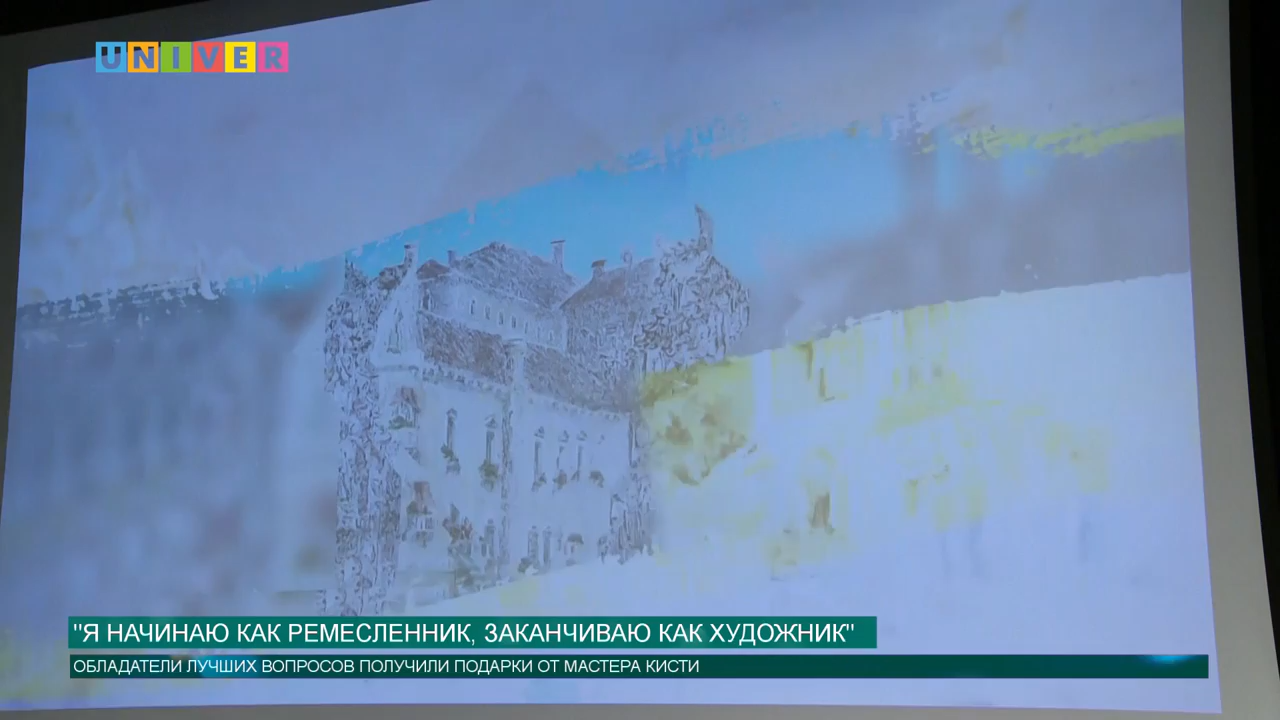 UNIVER
"Я НАЧИНАЮ КАК РЕМЕСЛЕННИК, ЗАКАНЧИВАЮ КАК ХУДОЖНИК"
ОБЛАДАТЕЛИ ЛУЧШИХ ВОПРОСОВ ПОЛУЧИЛИ ПОДАРКИ ОТ МАСТЕРА КИСТИ